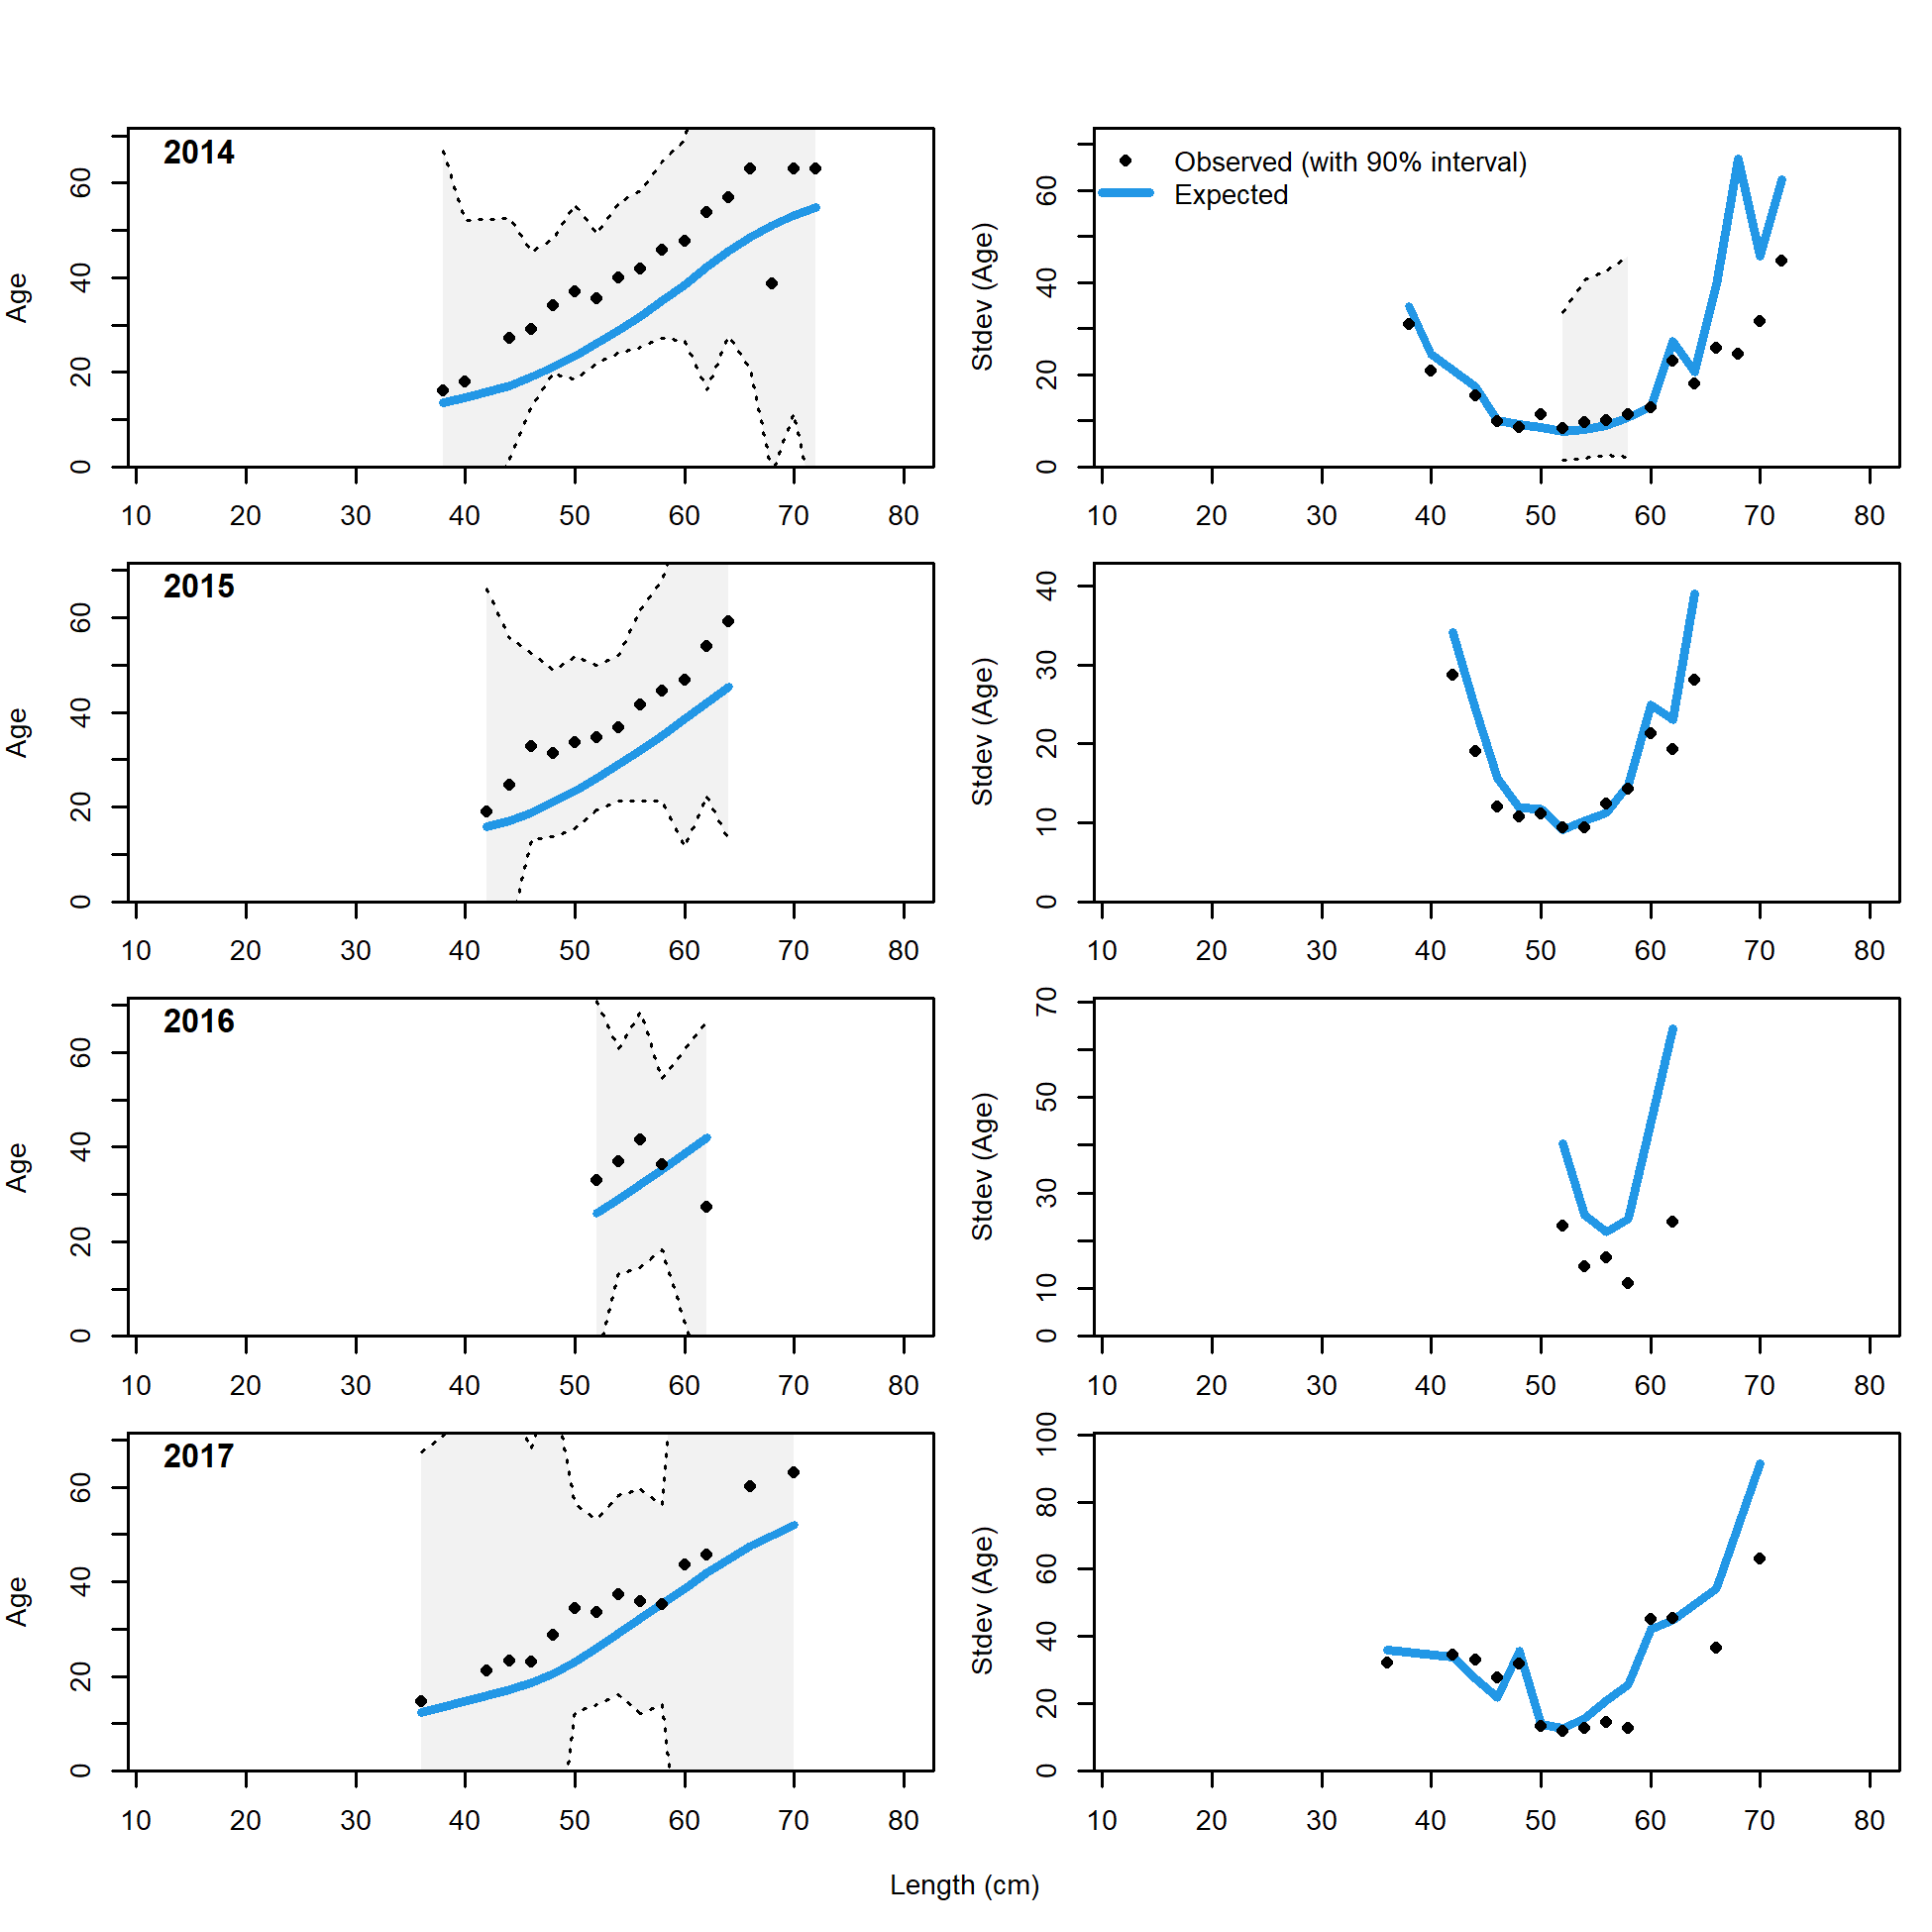 2014
Age
0 20 40 60
10 20 30 40 50 60 70 80
Observed (with 90% interval)
Expected
Stdev (Age)
0 20 40 60
10 20 30 40 50 60 70 80
2015
Age
0 20 40 60
10 20 30 40 50 60 70 80
Stdev (Age)
0 10 20 30 40
10 20 30 40 50 60 70 80
2016
Age
0 20 40 60
10 20 30 40 50 60 70 80
Stdev (Age)
0 10 30 50 70
10 20 30 40 50 60 70 80
2017
Age
0 20 40 60
10 20 30 40 50 60 70 80
Stdev (Age)
0 20 40 60 80 100
10 20 30 40 50 60 70 80
Length (cm)